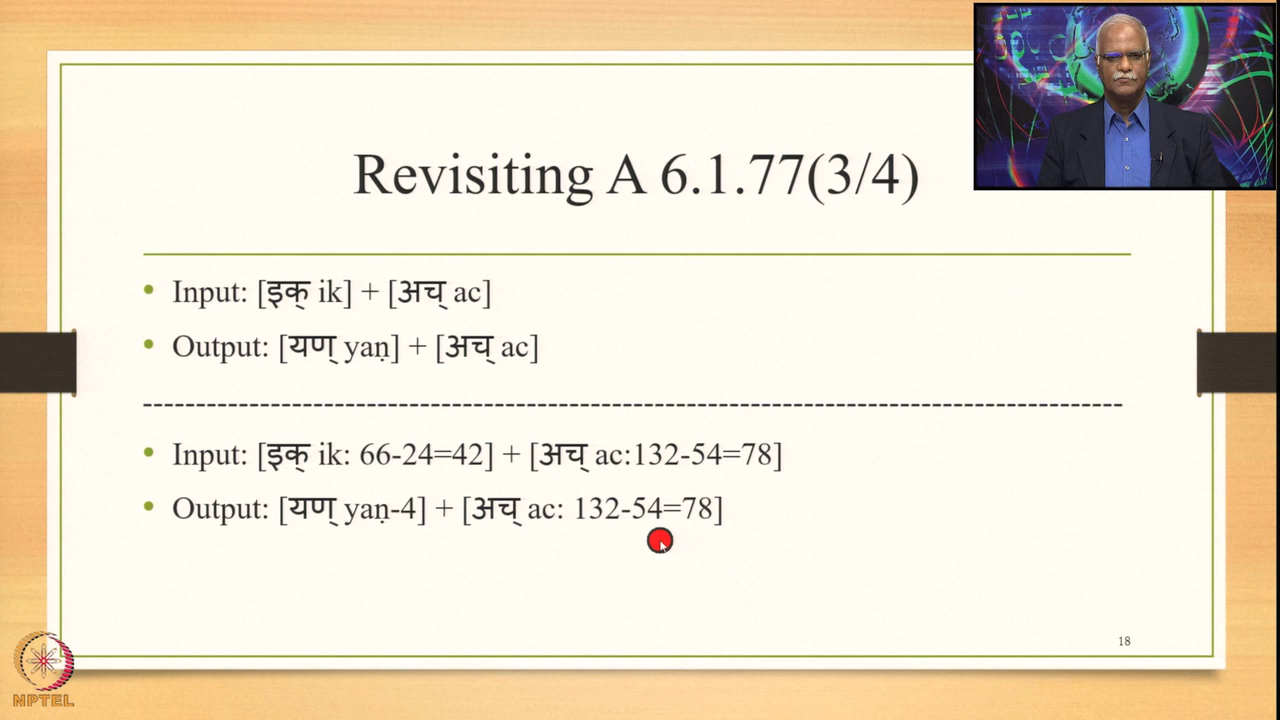 Revisiting A 6.1.77(3/4)
• Input: [इक् ik] + [अच् ac]
• Output: [यण् yaṇ] + [अच् ac]
--------------------------------------------------------------------------------------------
• Input: [इक् ik: 66-24=42] + [अच् ac:132-54=78]
• Output: [यण् yaṇ-4] + [अच् ac: 132-54=78]
18
NPTEL